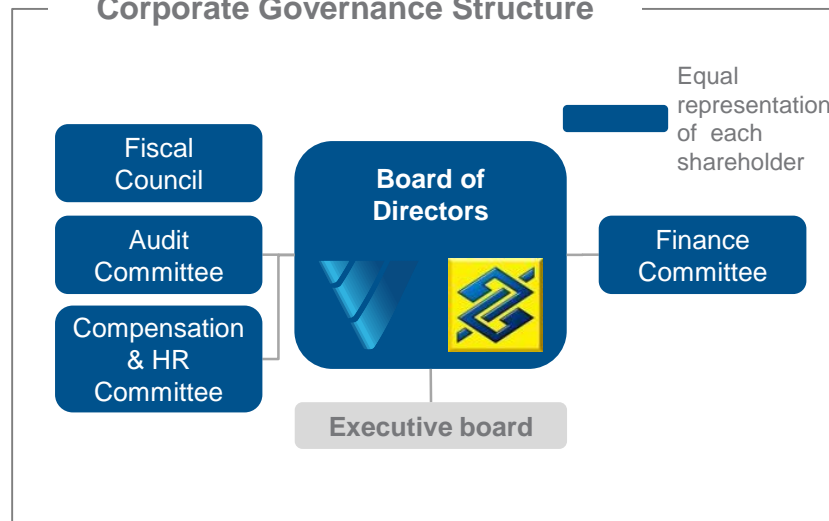 Corporate Governance Structure
Equal
representation
of each
shareholder
Fiscal
Council
Board of
Directors
Audit
Committee
Finance
Committee
Compensation
& HR
Committee
Executive board